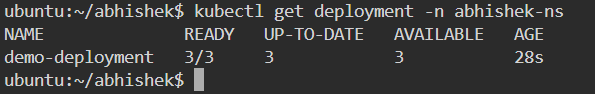 ubuntu:~/abhishek$ kubectl get deployment -n abhishek-ns
NAME              READY   UP-TO-DATE   AVAILABLE   AGE
demo-deployment   3/3     3            3           28s
ubuntu:~/abhishek$